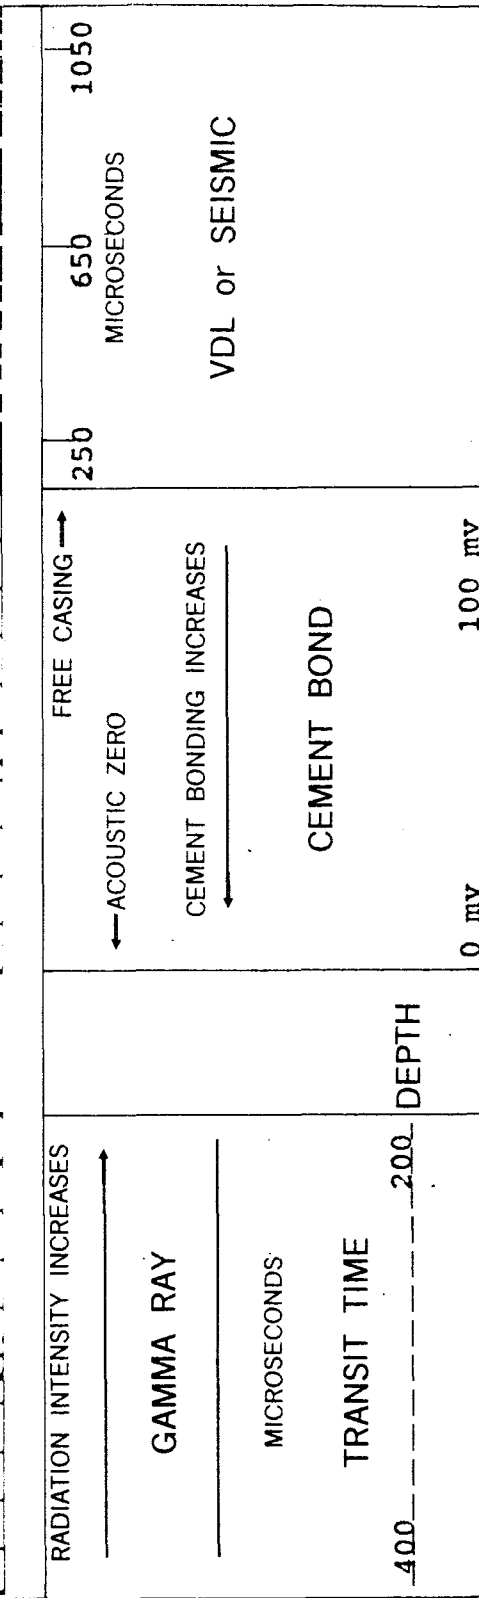 RADIATION INTENSITY INCREASES
GAMMA RAY
MICROSECONDS
TRANSIT TIME
400 200
DEPTH
FREE CASING
ACOUSTIC ZERO
CEMENT BONDING INCREASES
CEMENT BOND
0 mv 100 mv
250 650 1050
MICROSECONDS
VDL or SEISMIC